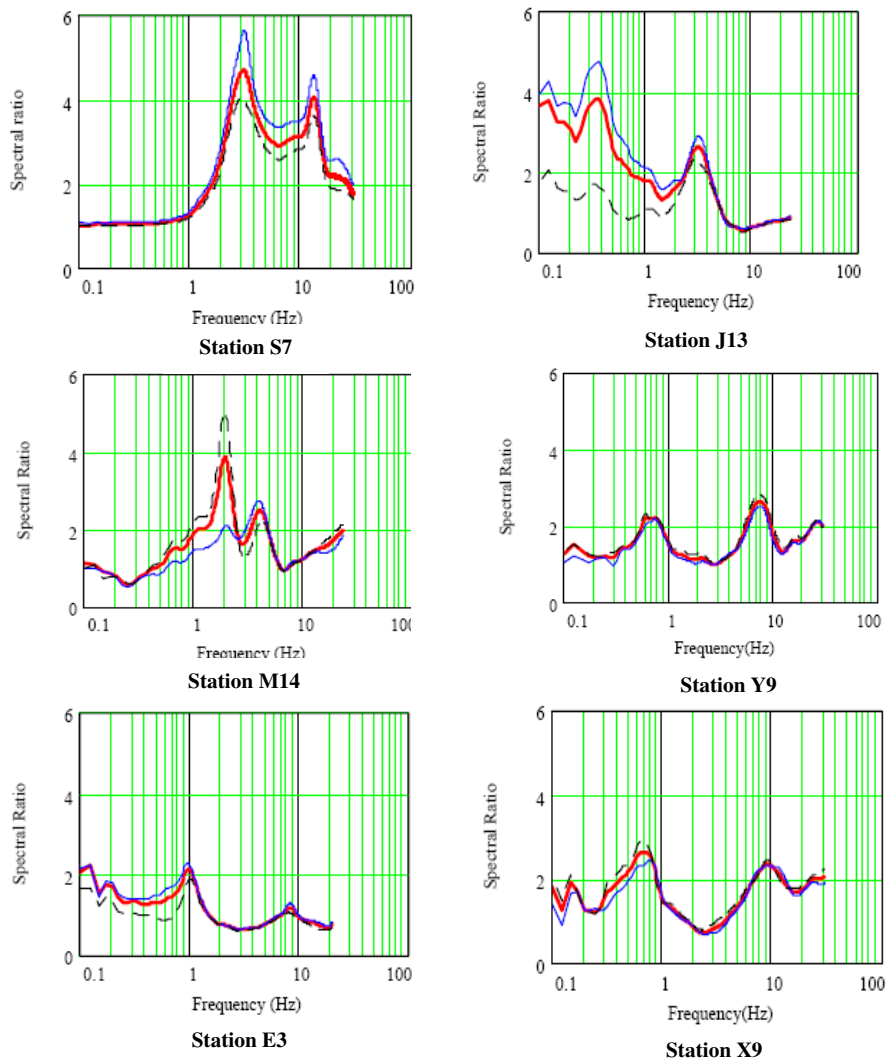 6
4
2
0
Spectral ratio
0.1 1 10 100
Frequency (Hz)
Station S7
6
4
2
0
Spectral Ratio
0.1 1 10 100
Frequency (Hz)
Station J13
6
4
2
0
Spectral Ratio
0.1 1 10 100
Frequency (Hz)
Station M14
6
4
2
0
Spectral Ratio
0.1 1 10 100
Frequency(Hz)
Station Y9
6
4
2
0
Spectral Ratio
0.1 1 10 100
Frequency (Hz)
Station E3
6
4
2
0
Spectral Ratio
0.1 1 10 100
Frequency(Hz)
Station X9